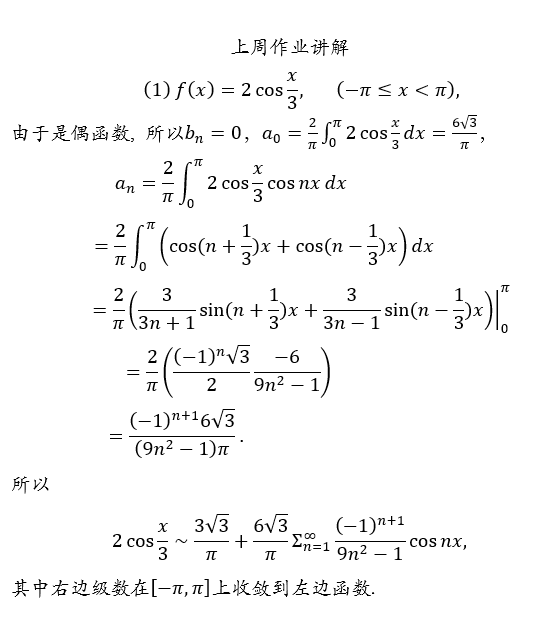 上周作业讲解
(1) f(x) = 2 cos x/3, (−π ≤ x < π),
由于是偶函数, 所以b_n = 0, a_0 = 2/π ∫_0^π 2 cos x/3 dx = 6√3/π,
a_n = 2/π ∫_0^π 2 cos x/3 cos nx dx
= 2/π ∫_0^π (cos(n + 1/3)x + cos(n − 1/3)x) dx
= 2/π (3/(3n + 1) sin(n + 1/3)x + 3/(3n − 1) sin(n − 1/3)x)|_0^π
= 2/π ((−1)^n √3/2 −6/(9n^2 − 1))
= (−1)^{n+1} 6√3/((9n^2 − 1)π).
所以
2 cos x/3 ~ 3√3/π + 6√3/π Σ_{n=1}^∞ (−1)^{n+1}/(9n^2 − 1) cos nx,
其中右边级数在[−π, π]上收敛到左边函数.